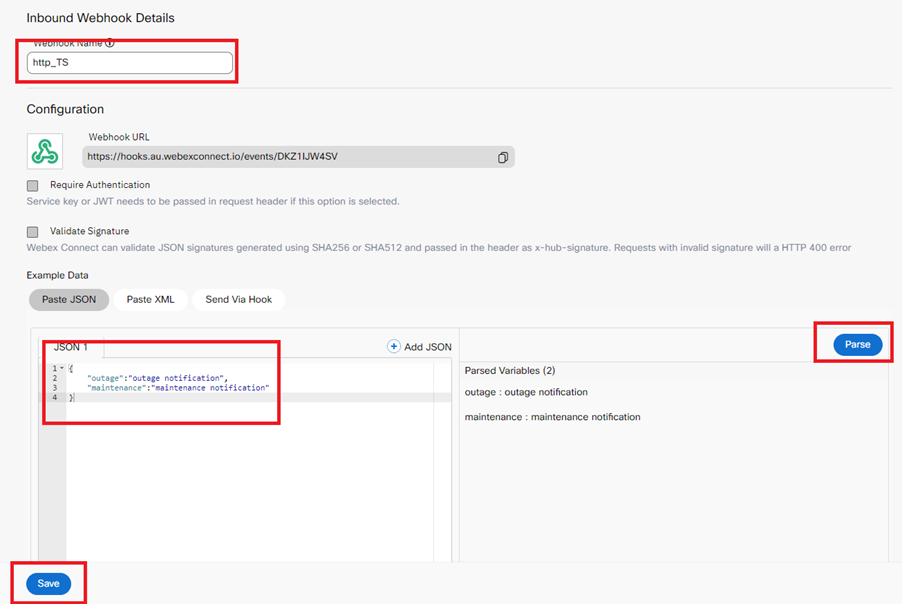 Inbound Webhook Details
Webhook Name
http_TS
Configuration
Webhook URL
https://hooks.au.webexconnect.io/events/DKZ1IJW4SV
Require Authentication
Service key or JWT needs to be passed in request header if this option is selected.
Validate Signature
Webex Connect can validate JSON signatures generated using SHA256 or SHA512 and passed in the header as x-hub-signature. Requests with invalid signature will a HTTP 400 error
Example Data
Paste JSON Paste XML Send Via Hook
JSON 1 + Add JSON Parse
1 {
2 "outage":"outage notification",
3 "maintenance":"maintenance notification"
4 }
Parsed Variables (2)
outage : outage notification
maintenance : maintenance notification
Save